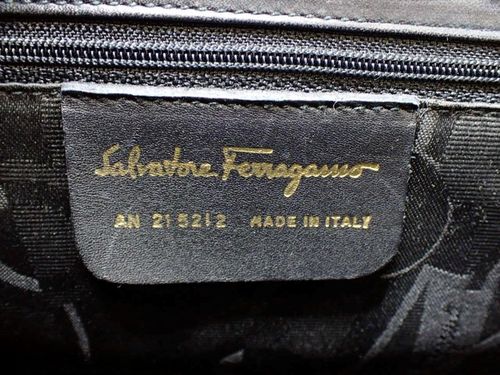 Salvatore Ferragamo
AN 21 5212 MADE IN ITALY